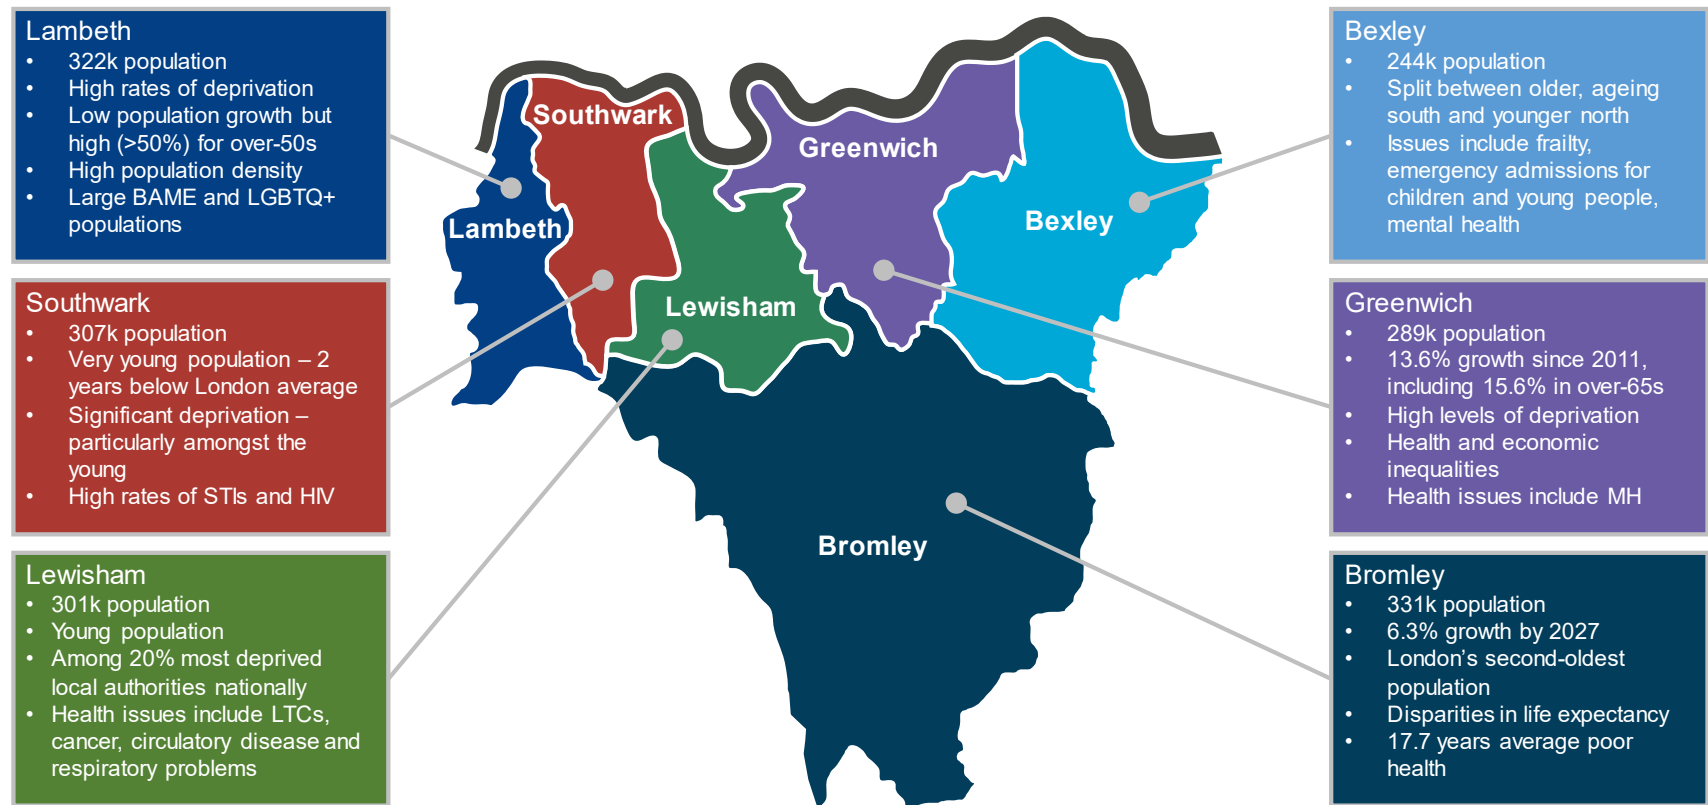 Lambeth
• 322k population
• High rates of deprivation
• Low population growth but
high (>50%) for over-50s
• High population density
• Large BAME and LGBTQ+
populations
Southwark
• 307k population
• Very young population – 2
years below London average
• Significant deprivation –
particularly amongst the
young
• High rates of STIs and HIV
Lewisham
• 301k population
• Young population
• Among 20% most deprived
local authorities nationally
• Health issues include LTCs,
cancer, circulatory disease and
respiratory problems
Southwark
Greenwich
Lambeth
Bexley
Lewisham
Bromley
Bexley
• 244k population
• Split between older, ageing
south and younger north
• Issues include frailty,
emergency admissions for
children and young people,
mental health
Greenwich
• 289k population
• 13.6% growth since 2011,
including 15.6% in over-65s
• High levels of deprivation
• Health and economic
inequalities
• Health issues include MH
Bromley
• 331k population
• 6.3% growth by 2027
• London’s second-oldest
population
• Disparities in life expectancy
• 17.7 years average poor
health